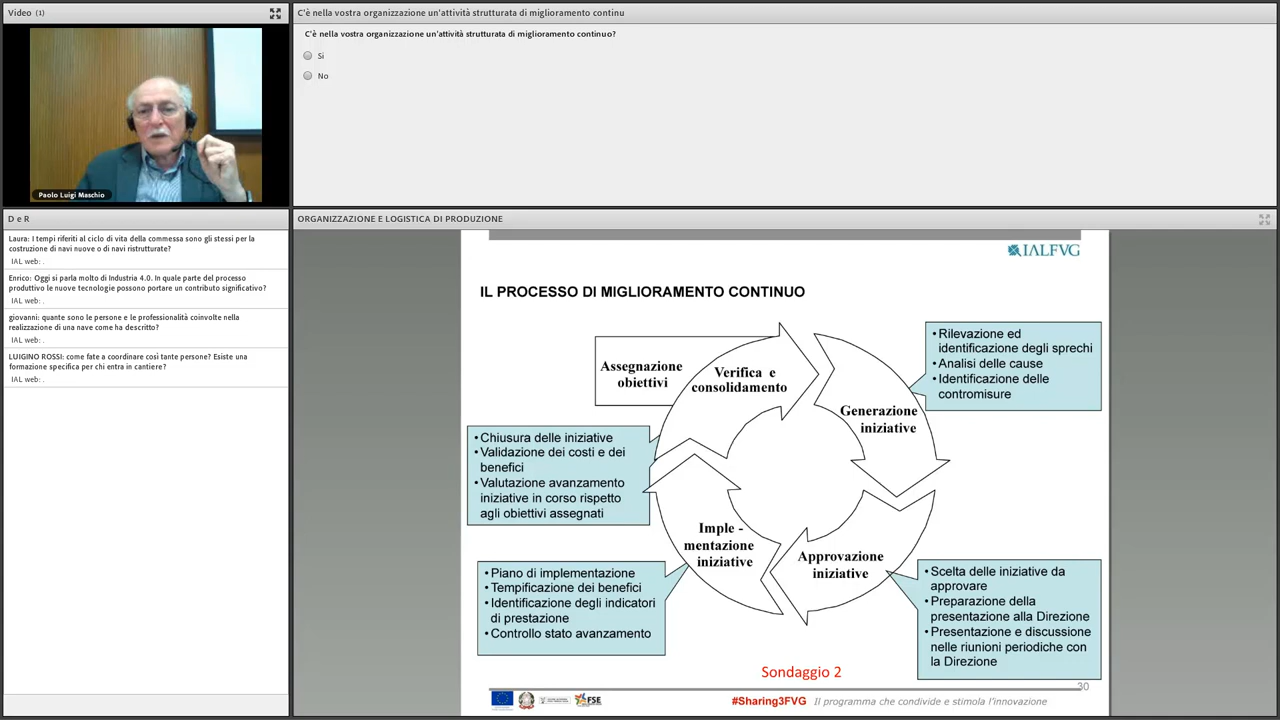 Video (1)
Paolo Luigi Maschio
C'è nella vostra organizzazione un'attività strutturata di miglioramento continu
C'è nella vostra organizzazione un'attività strutturata di miglioramento continuo?
Si
No
D e R
Laura: I tempi riferiti al ciclo di vita della commessa sono gli stessi per la
costruzione di navi nuove o di navi ristrutturate?
IAL web: .
Enrico: Oggi si parla molto di Industria 4.0. In quale parte del processo
produttivo le nuove tecnologie possono portare un contributo significativo?
IAL web: .
giovanni: quante sono le persone e le professionalità coinvolte nella
realizzazione di una nave come ha descritto?
IAL web: .
LUIGINO ROSSI: come fate a coordinare così tante persone? Esiste una
formazione specifica per chi entra in cantiere?
IAL web: .
ORGANIZZAZIONE E LOGISTICA DI PRODUZIONE
IALFVG
IL PROCESSO DI MIGLIORAMENTO CONTINUO
Assegnazione
obiettivi
Verifica e
consolidamento
Generazione
iniziative
• Rilevazione ed
identificazione degli sprechi
• Analisi delle cause
• Identificazione delle
contromisure
• Chiusura delle iniziative
• Validazione dei costi e dei
benefici
• Valutazione avanzamento
iniziative in corso rispetto
agli obiettivi assegnati
Imple -
mentazione
iniziative
Approvazione
iniziative
• Piano di implementazione
• Tempificazione dei benefici
• Identificazione degli indicatori
di prestazione
• Controllo stato avanzamento
• Scelta delle iniziative da
approvare
• Preparazione della
presentazione alla Direzione
• Presentazione e discussione
nelle riunioni periodiche con
la Direzione
Sondaggio 2
30
FSE
#Sharing3FVG Il programma che condivide e stimola l'innovazione